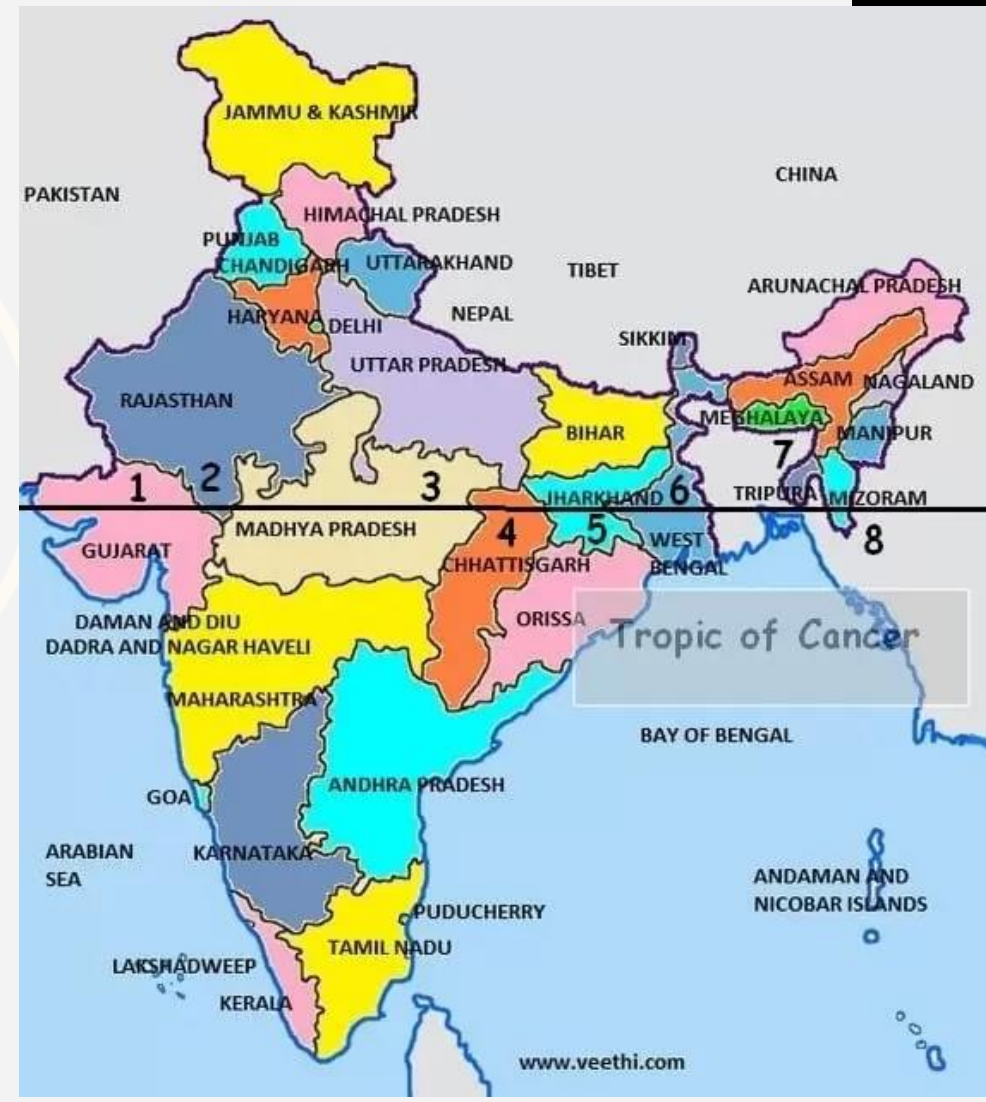 JAMMU & KASHMIR
CHINA
PAKISTAN
HIMACHAL PRADESH
PUNJAB
CHANDIGARH
UTTARAKHAND
TIBET
ARUNACHAL PRADESH
HARYANA
DELHI
NEPAL
SIKKIM
UTTAR PRADESH
ASSAM
NAGALAND
RAJASTHAN
MEGHALAYA
BIHAR
MANIPUR
7
1
2
3
6
JHARKHAND
TRIPURA
MIZORAM
MADHYA PRADESH
4
5
8
GUJARAT
WEST
BENGAL
CHHATTISGARH
DAMAN AND DIU
DADRA AND NAGAR HAVELI
ORISSA
Tropic of Cancer
MAHARASHTRA
BAY OF BENGAL
ANDHRA PRADESH
GOA
ARABIAN
SEA
KARNATAKA
ANDAMAN AND
NICOBAR ISLANDS
PUDUCHERRY
TAMIL NADU
LAKSHADWEEP
KERALA
www.veethi.com